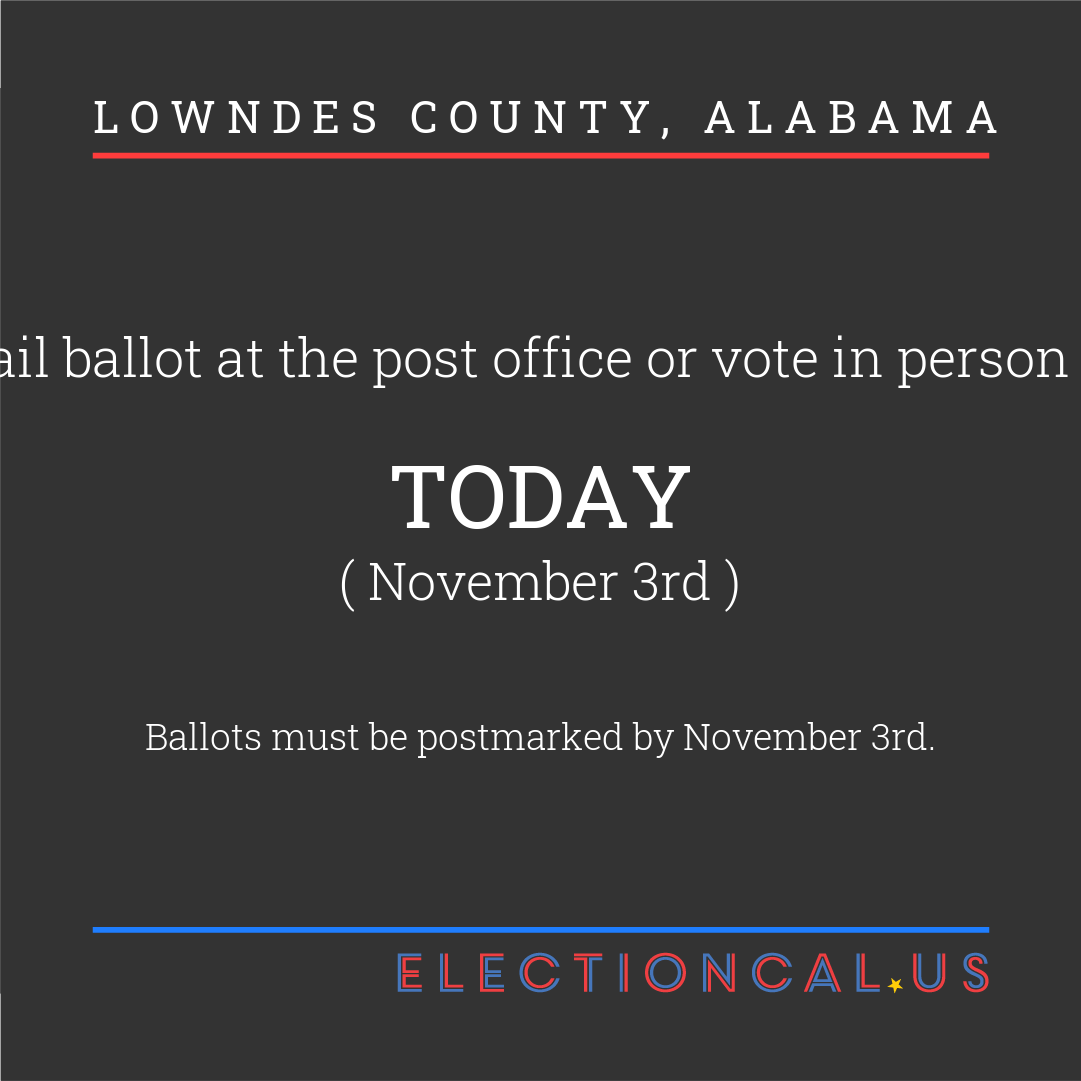 LOWNDES COUNTY, ALABAMA
ail ballot at the post office or vote in person
TODAY
( November 3rd )
Ballots must be postmarked by November 3rd.
ELECTIONCAL.US